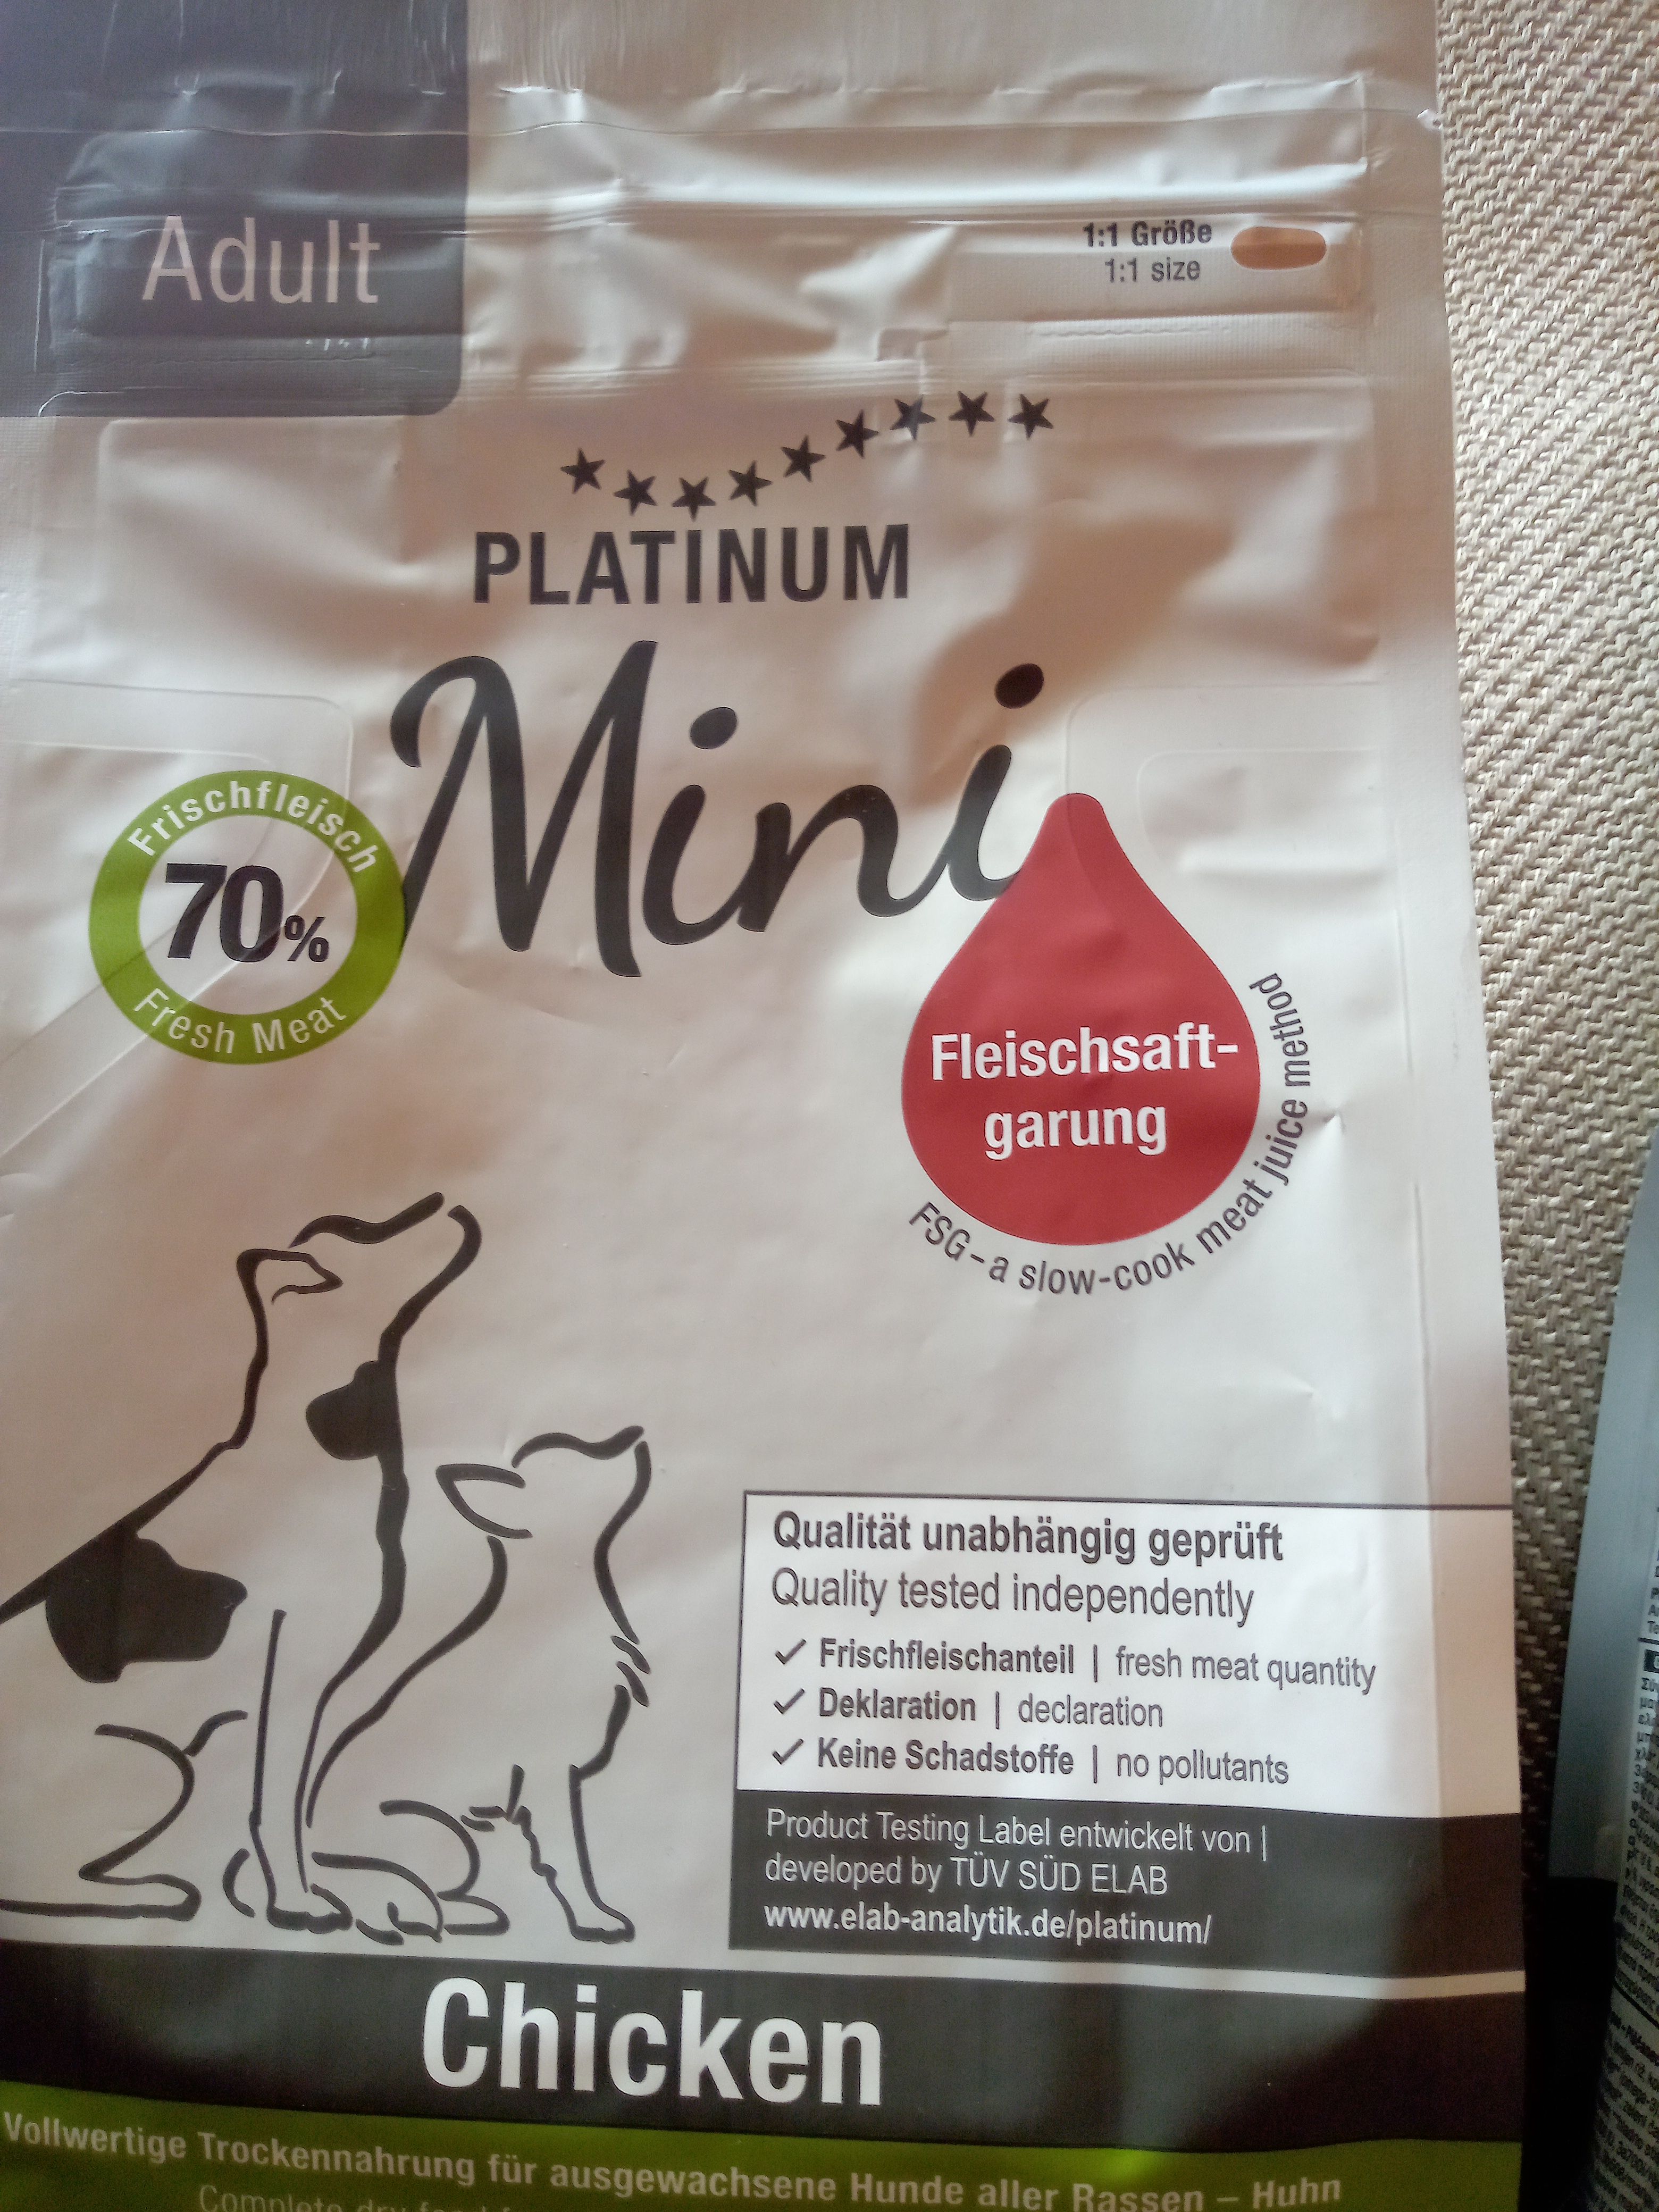 Adult
1:1 Größe
1:1 size
PLATINUM
Mini
Frischfleisch
70%
Fresh Meat
Fleischsaft-
garung
FSG - a slow-cook meat juice method
Qualität unabhängig geprüft
Quality tested independently
✓ Frischfleischanteil | fresh meat quantity
✓ Deklaration | declaration
✓ Keine Schadstoffe | no pollutants
Product Testing Label entwickelt von |
developed by TÜV SÜD ELAB
www.elab-analytik.de/platinum/
Chicken
Vollwertige Trockennahrung für ausgewachsene Hunde aller Rassen – Huhn
Complete dry food